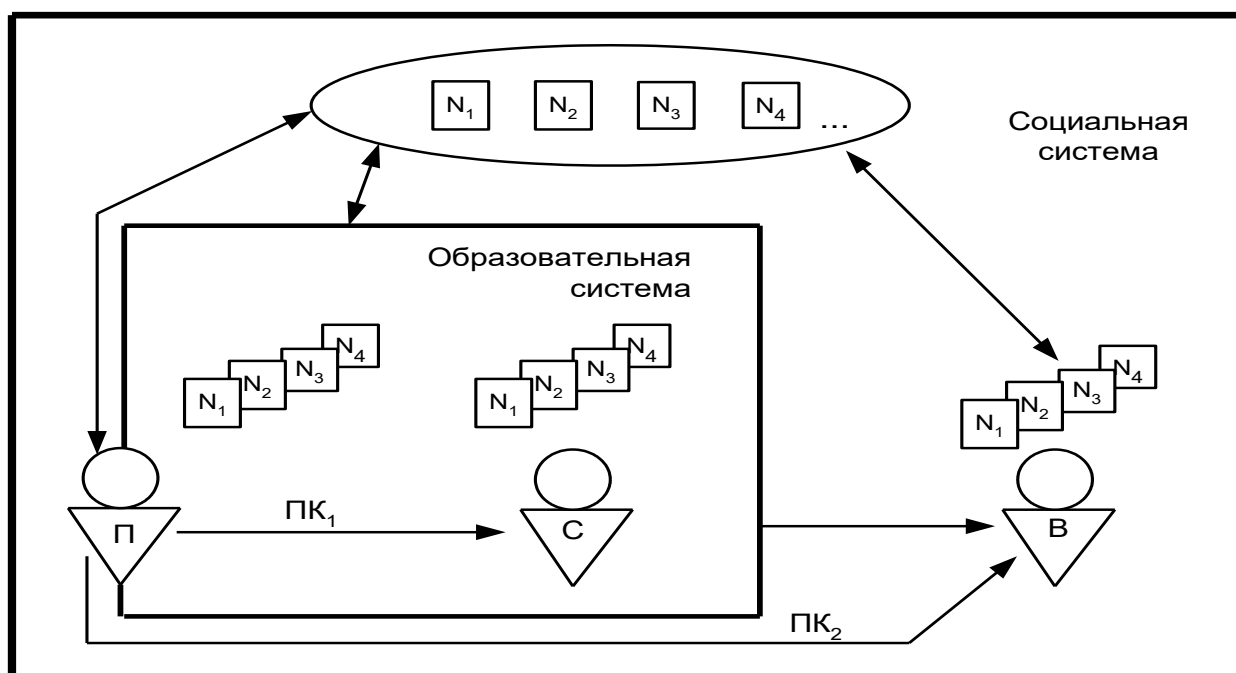 N₁ N₂ N₃ N₄ ...
Социальная
система
Образовательная
система
N₁ N₂ N₃ N₄
N₁ N₂ N₃ N₄
N₁ N₂ N₃ N₄
П
ПК₁
С
В
ПК₂